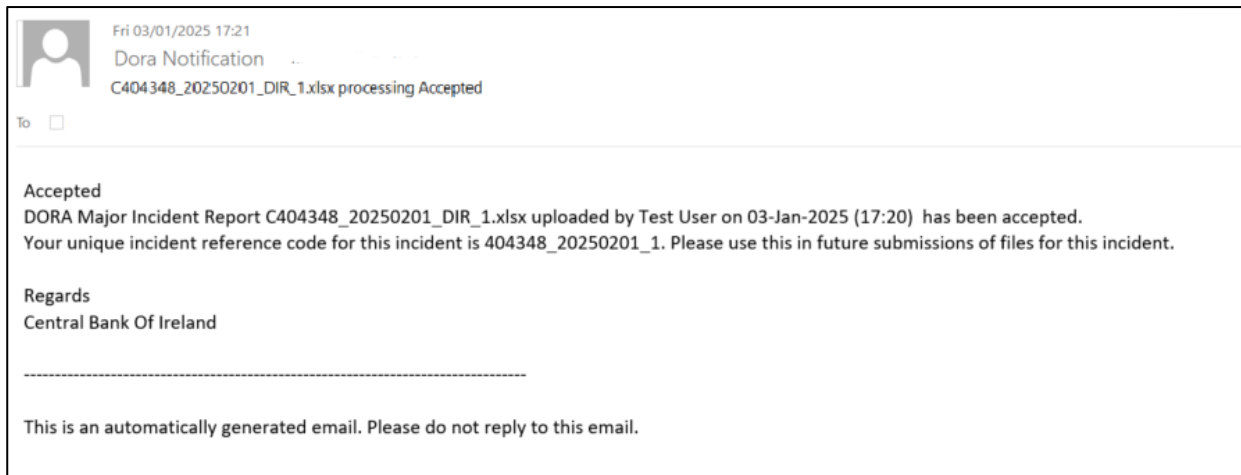 Fri 03/01/2025 17:21
Dora Notification
C404348_20250201_DIR_1.xlsx processing Accepted
To
Accepted
DORA Major Incident Report C404348_20250201_DIR_1.xlsx uploaded by Test User on 03-Jan-2025 (17:20) has been accepted.
Your unique incident reference code for this incident is 404348_20250201_1. Please use this in future submissions of files for this incident.
Regards
Central Bank Of Ireland
--------------------------------------------------------------------------------
This is an automatically generated email. Please do not reply to this email.